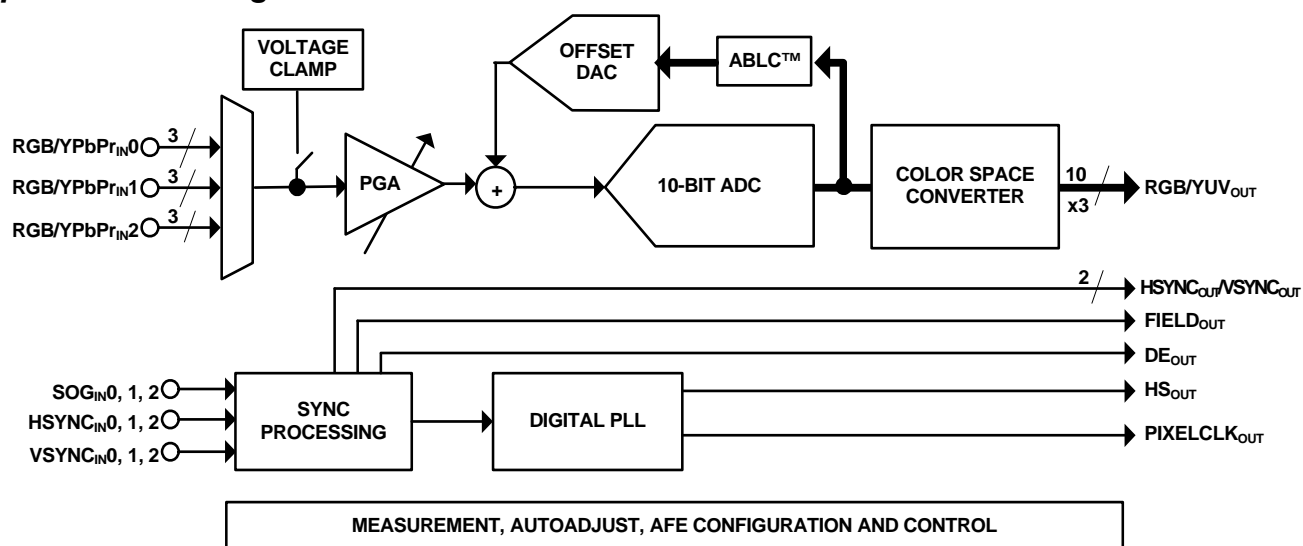 VOLTAGE
CLAMP
OFFSET
DAC
ABLC™
RGB/YPbPrIN0
3
RGB/YPbPrIN1
3
RGB/YPbPrIN2
3
PGA
+
10-BIT ADC
COLOR SPACE
CONVERTER
10
x3
RGB/YUVOUT
2
HSYNCOUT/VSYNCOUT
FIELDOUT
DEOUT
HSOUT
PIXELCLKOUT
SOGIN0, 1, 2
HSYNCIN0, 1, 2
VSYNCIN0, 1, 2
SYNC
PROCESSING
DIGITAL PLL
MEASUREMENT, AUTOADJUST, AFE CONFIGURATION AND CONTROL